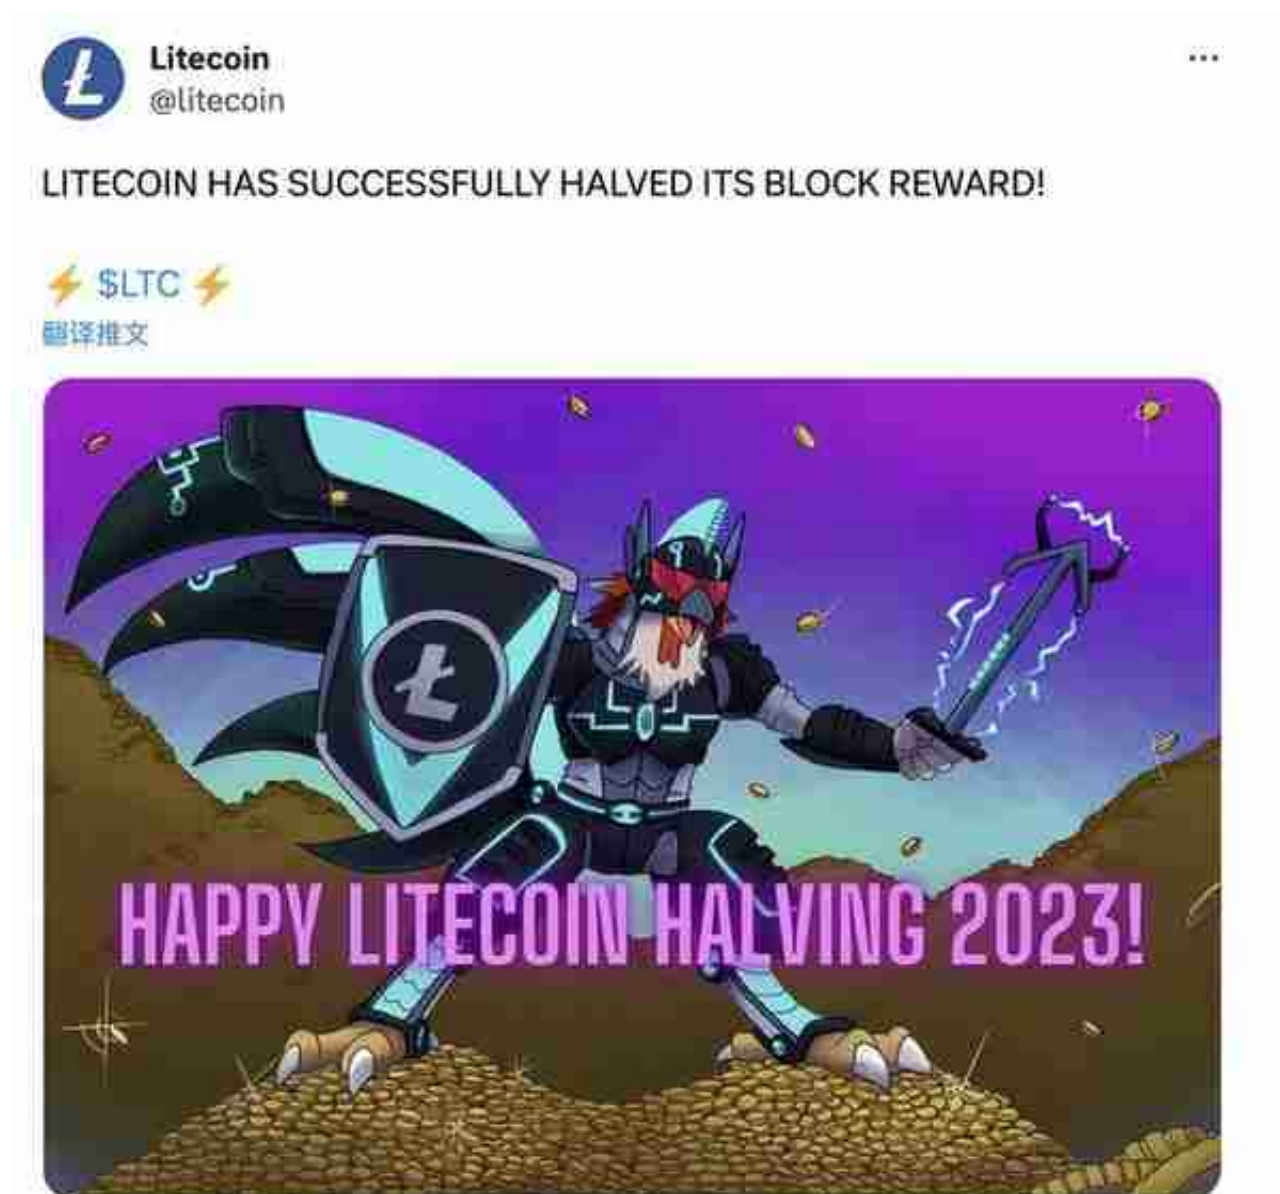 Litecoin
@litecoin
LITECOIN HAS SUCCESSFULLY HALVED ITS BLOCK REWARD!
⚡ $LTC ⚡
翻译推文
HAPPY LITECOIN HALVING 2023!